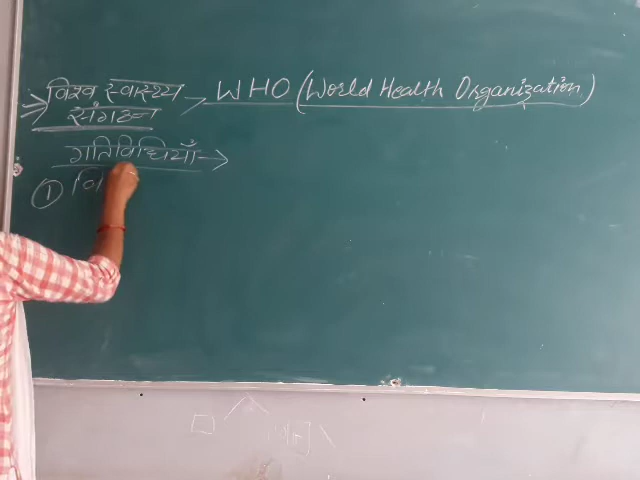 विश्व स्वास्थ्य संगठन → WHO (World Health Organization)
गतिविधियाँ →
① वि